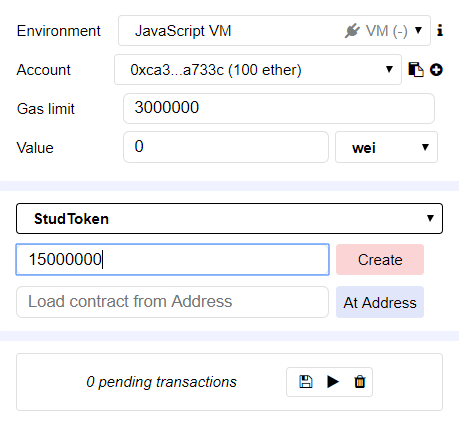 Environment JavaScript VM VM (-) i
Account 0xca3...a733c (100 ether)
Gas limit 3000000
Value 0 wei
StudToken
15000000 Create
Load contract from Address At Address
0 pending transactions